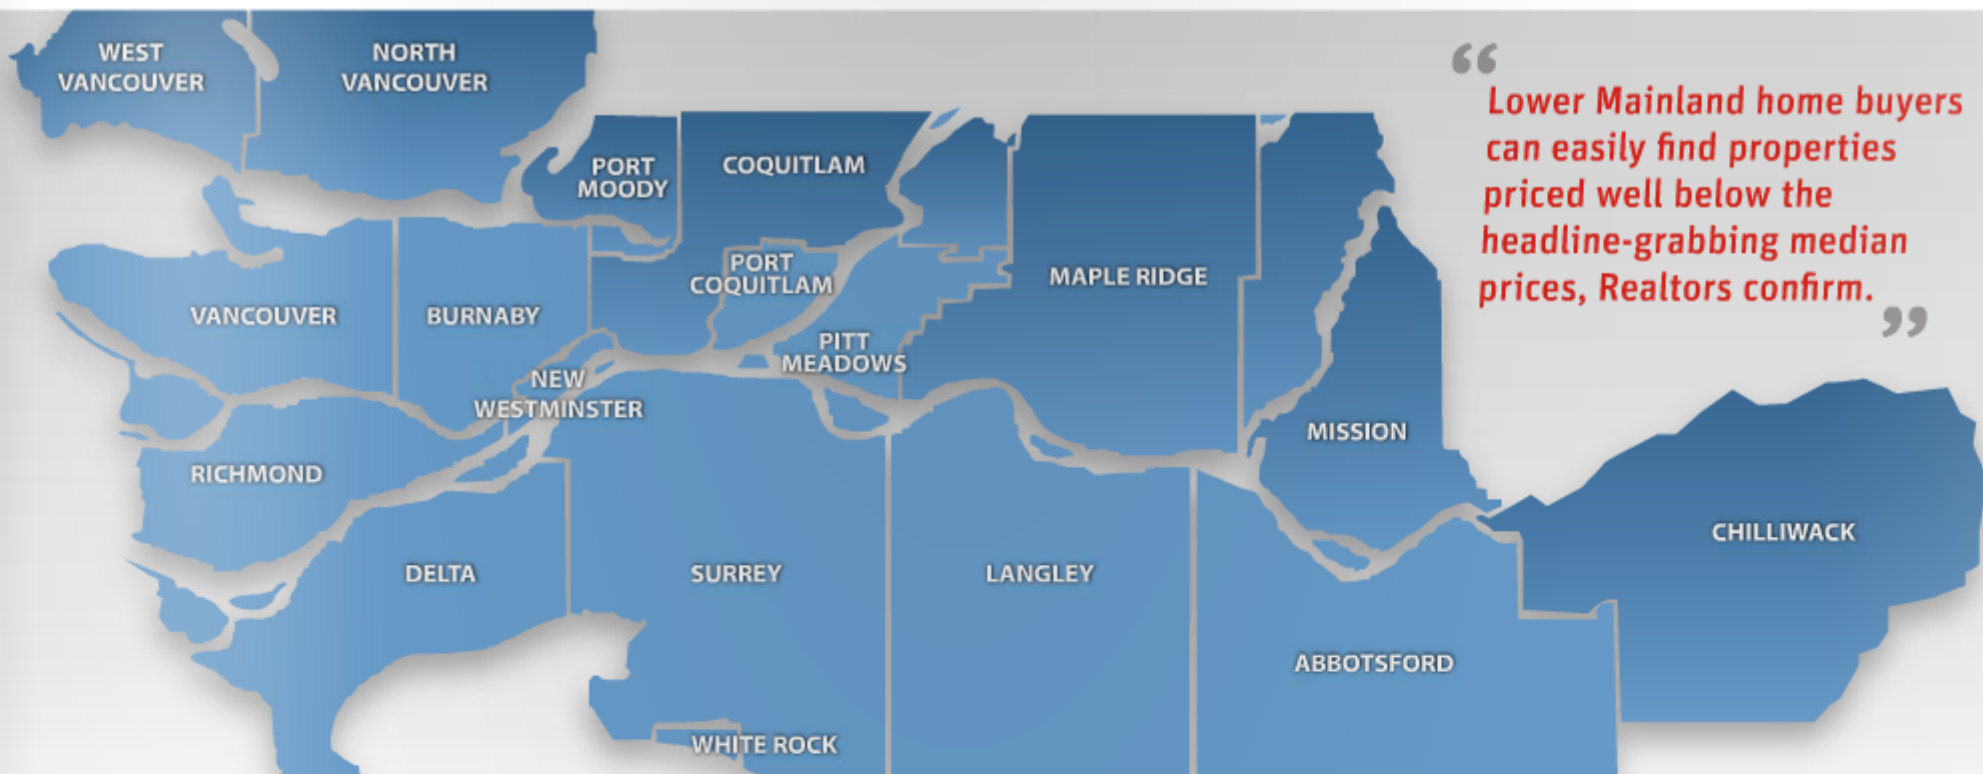 WEST
VANCOUVER
NORTH
VANCOUVER
PORT
MOODY
COQUITLAM
PORT
COQUITLAM
MAPLE RIDGE
VANCOUVER
BURNABY
PITT
MEADOWS
NEW
WESTMINSTER
MISSION
RICHMOND
CHILLIWACK
DELTA
SURREY
LANGLEY
ABBOTSFORD
WHITE ROCK
“
Lower Mainland home buyers
can easily find properties
priced well below the
headline-grabbing median
prices, Realtors confirm.
”